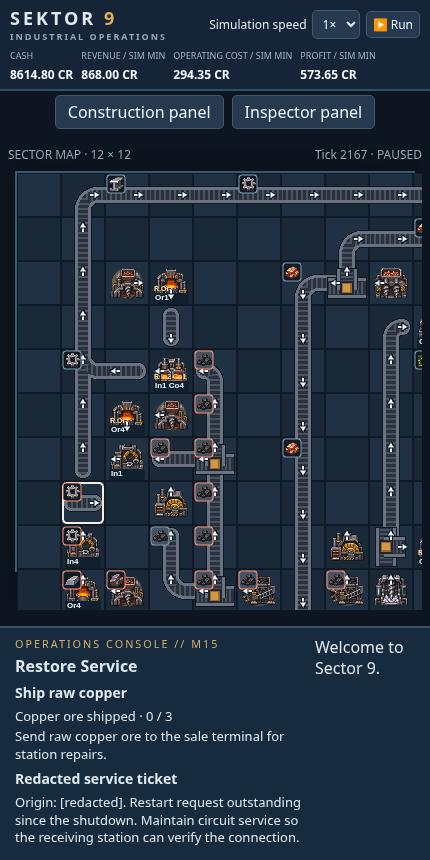 SEKTOR 9
INDUSTRIAL OPERATIONS
Simulation speed 1× Run
CASH REVENUE / SIM MIN OPERATING COST / SIM MIN PROFIT / SIM MIN
8614.80 CR 868.00 CR 294.35 CR 573.65 CR
Construction panel Inspector panel
SECTOR MAP · 12 × 12 Tick 2167 · PAUSED
Or1
In1 Co4
Or4
In1
In4
Or4
OPERATIONS CONSOLE // M15
Restore Service
Ship raw copper
Copper ore shipped · 0 / 3
Send raw copper ore to the sale terminal for
station repairs.
Redacted service ticket
Origin: [redacted]. Restart request outstanding
since the shutdown. Maintain circuit service so
the receiving station can verify the connection.
Welcome to
Sector 9.